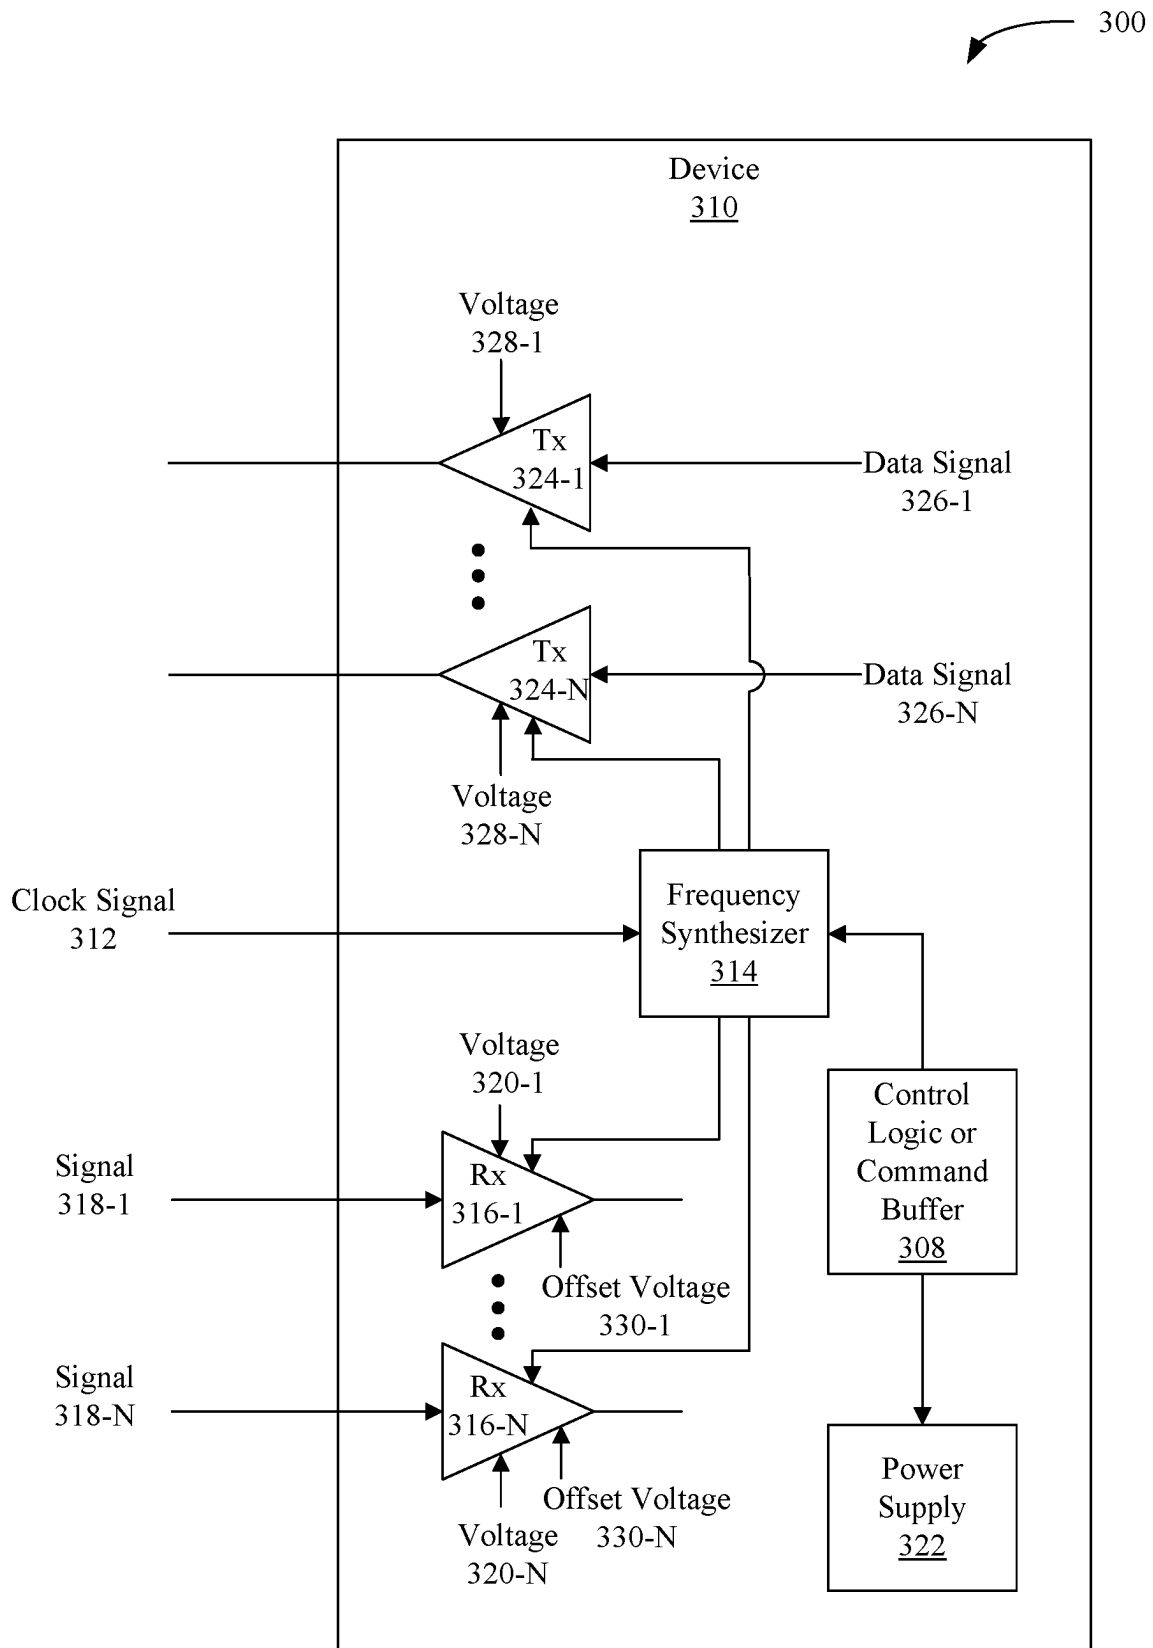 300
Device
310
Voltage
328-1
Tx
324-1
Data Signal
326-1
Tx
324-N
Data Signal
326-N
Voltage
328-N
Clock Signal
312
Frequency
Synthesizer
314
Voltage
320-1
Signal
318-1
Rx
316-1
Offset Voltage
330-1
Control
Logic or
Command
Buffer
308
Signal
318-N
Rx
316-N
Offset Voltage
330-N
Voltage
320-N
Power
Supply
322